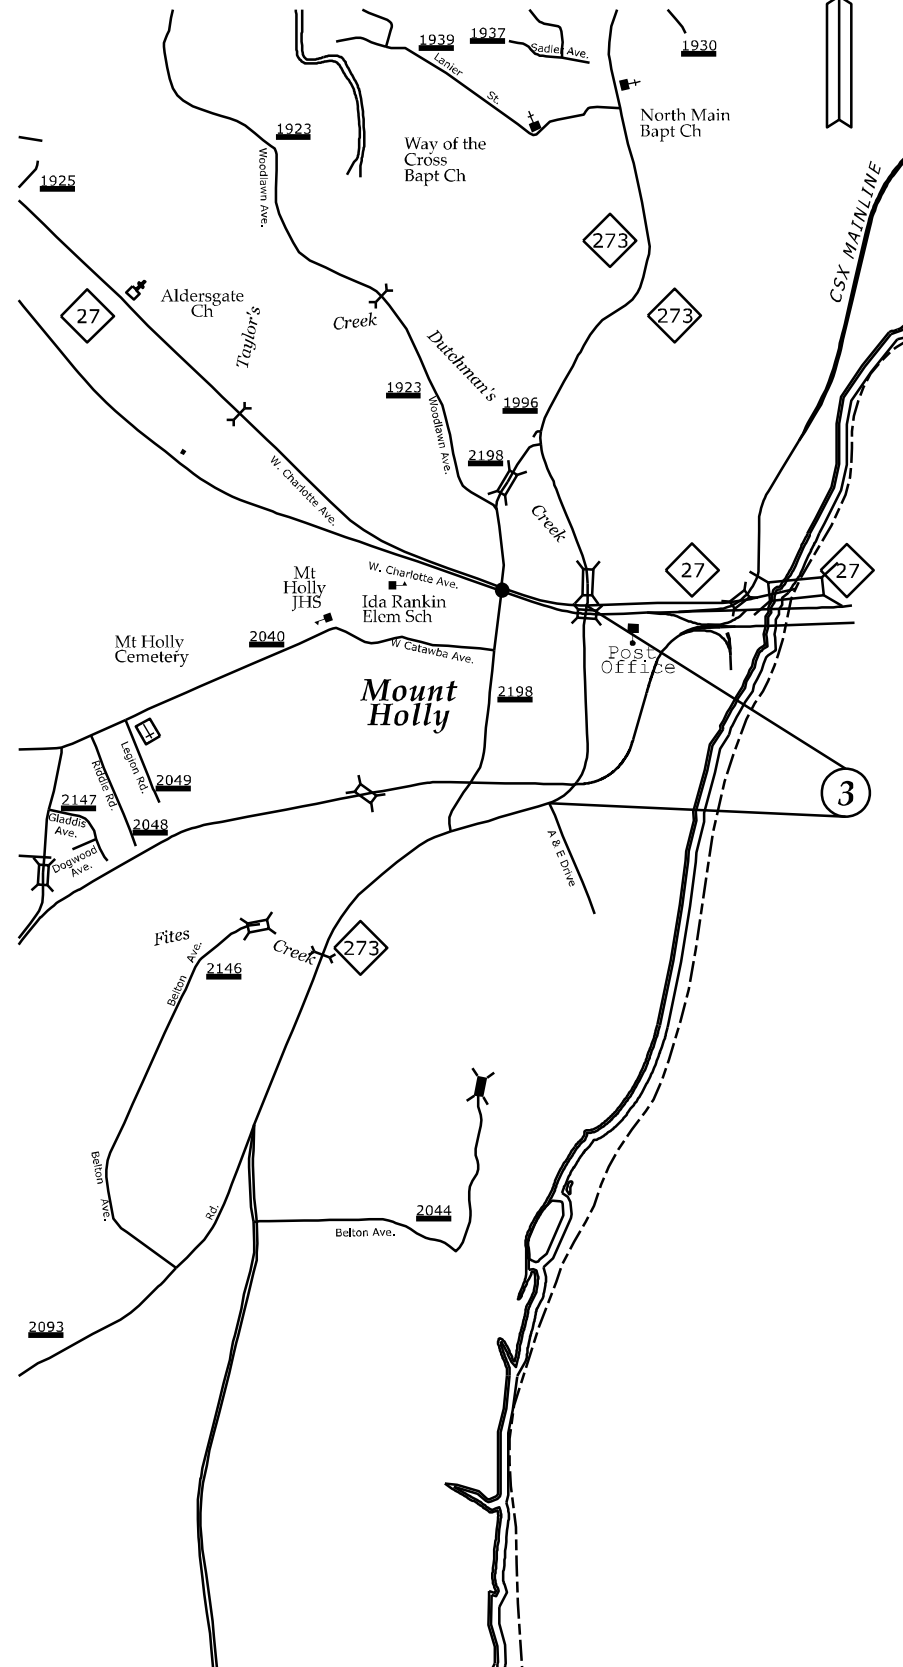 1939
1937
1930
Sadler Ave.
Lanier
St.
North Main
Bapt Ch
1923
Way of the
Cross
Bapt Ch
Woodlawn Ave.
1925
CSX MAINLINE
273
Aldersgate
Ch
27
Taylor's
Creek
273
Dutchman's
1923
1996
Woodlawn Ave.
2198
W. Charlotte Ave.
Creek
W. Charlotte Ave.
27
27
Mt
Holly
JHS
Ida Rankin
Elem Sch
2040
Mt Holly
Cemetery
W Catawba Ave.
Post
Office
Mount
Holly
2198
Legion Rd.
Riddle Rd.
2049
2147
3
Gladdis
Ave.
2048
Dogwood
Ave.
A & E Drive
Fites
Creek
273
Belton Ave.
2146
Belton Ave.
Rd.
2044
Belton Ave.
2093